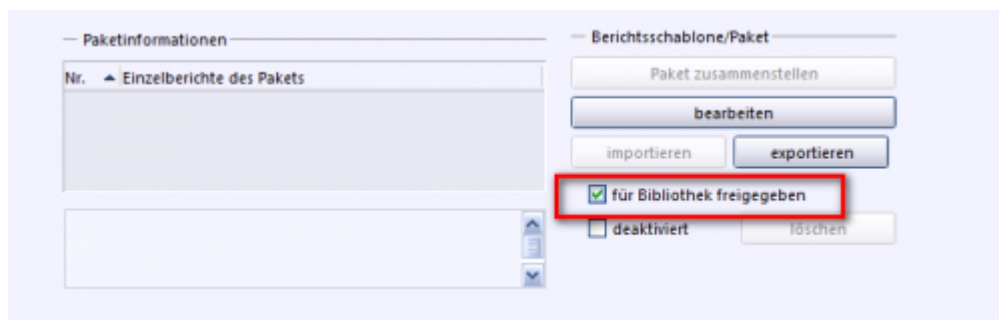 Paketinformationen
Nr. Einzelberichte des Pakets
Berichtsschablone/Paket
Paket zusammenstellen
bearbeiten
importieren exportieren
für Bibliothek freigegeben
deaktiviert löschen